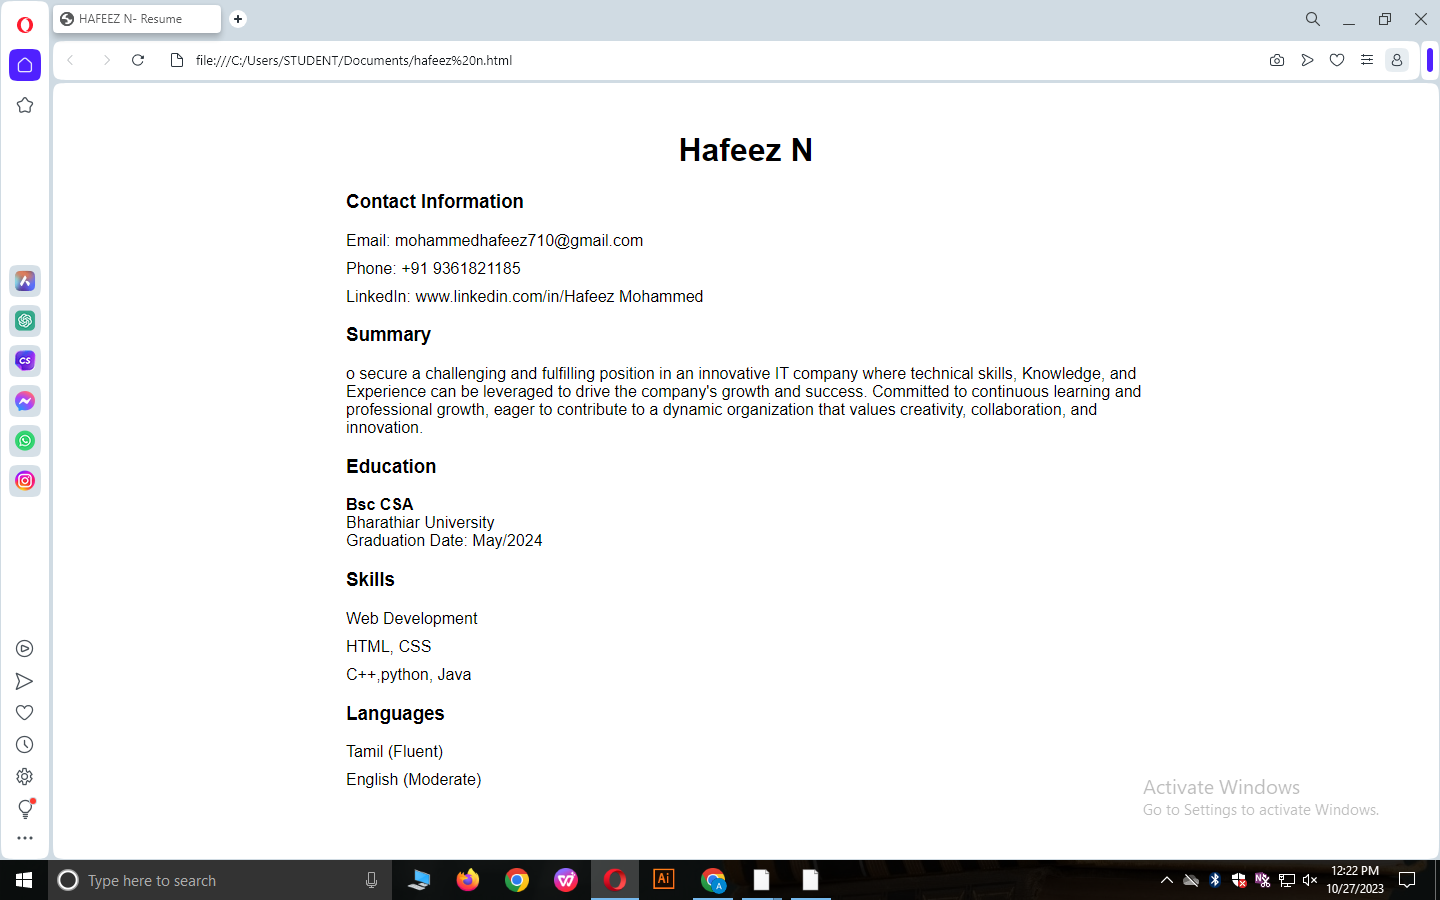 HAFEEZ N- Resume
file:///C:/Users/STUDENT/Documents/hafeez%20n.html
Hafeez N
Contact Information
Email: mohammedhafeez710@gmail.com
Phone: +91 9361821185
LinkedIn: www.linkedin.com/in/Hafeez Mohammed
Summary
o secure a challenging and fulfilling position in an innovative IT company where technical skills, Knowledge, and
Experience can be leveraged to drive the company's growth and success. Committed to continuous learning and
professional growth, eager to contribute to a dynamic organization that values creativity, collaboration, and
innovation.
Education
Bsc CSA
Bharathiar University
Graduation Date: May/2024
Skills
Web Development
HTML, CSS
C++,python, Java
Languages
Tamil (Fluent)
English (Moderate)
Activate Windows
Go to Settings to activate Windows.
CS
Type here to search
Ai
A
12:22 PM
10/27/2023